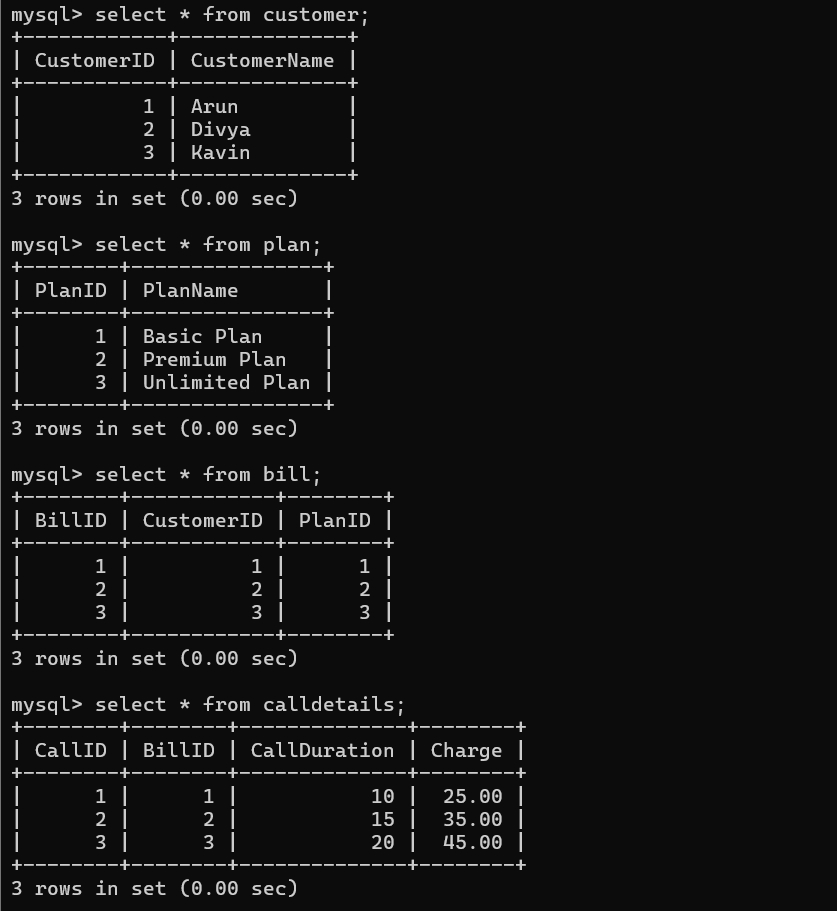 mysql> select * from customer;
+------------+--------------+
| CustomerID | CustomerName |
+------------+--------------+
|          1 | Arun         |
|          2 | Divya        |
|          3 | Kavin        |
+------------+--------------+
3 rows in set (0.00 sec)

mysql> select * from plan;
+--------+----------------+
| PlanID | PlanName       |
+--------+----------------+
|      1 | Basic Plan     |
|      2 | Premium Plan   |
|      3 | Unlimited Plan |
+--------+----------------+
3 rows in set (0.00 sec)

mysql> select * from bill;
+--------+------------+--------+
| BillID | CustomerID | PlanID |
+--------+------------+--------+
|      1 |          1 |      1 |
|      2 |          2 |      2 |
|      3 |          3 |      3 |
+--------+------------+--------+
3 rows in set (0.00 sec)

mysql> select * from calldetails;
+--------+--------+--------------+--------+
| CallID | BillID | CallDuration | Charge |
+--------+--------+--------------+--------+
|      1 |      1 |           10 |  25.00 |
|      2 |      2 |           15 |  35.00 |
|      3 |      3 |           20 |  45.00 |
+--------+--------+--------------+--------+
3 rows in set (0.00 sec)